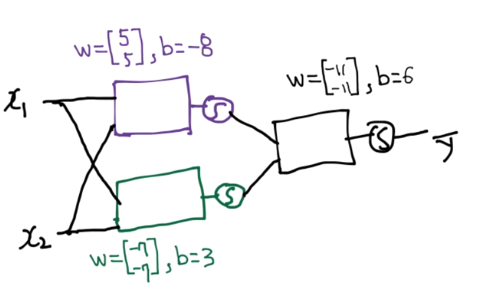 w=[5 5], b=-8
w=[-11 -11], b=6
x₁
S
S
S
ȳ
x₂
w=[-7 -7], b=3